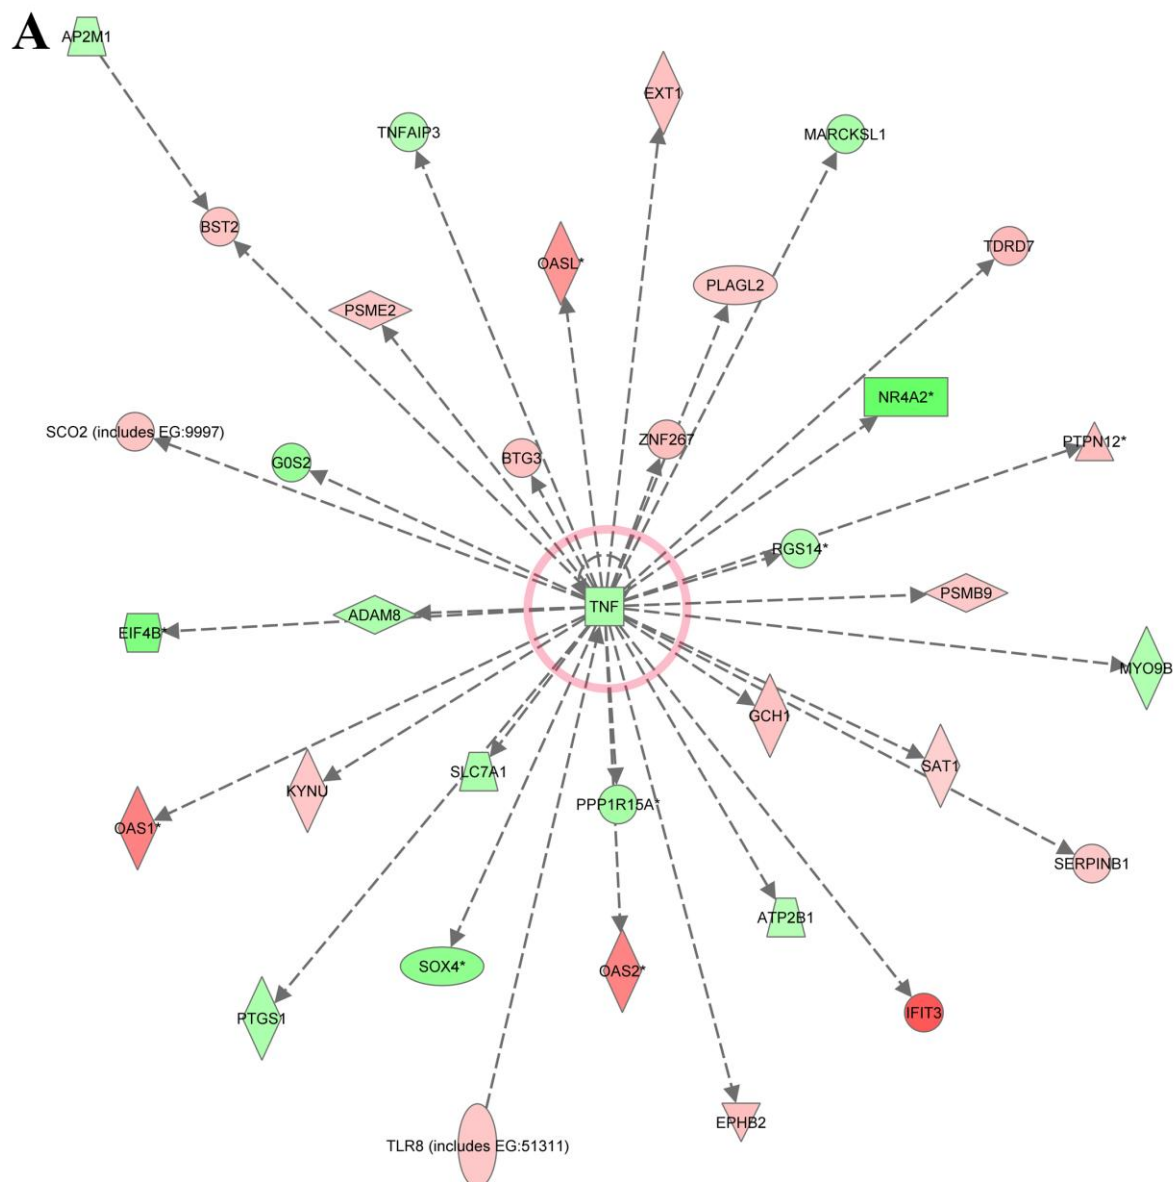 A
AP2M1
EXT1
TNFAIP3
MARCKSL1
BST2
TDRD7
OASL*
PLAGL2
PSME2
NR4A2*
SCO2 (includes EG:9997)
ZNF267
PTPN12*
BTG3
G0S2
RGS14*
PSMB9
TNF
ADAM8
EIF4B*
MYO9B
GCH1
SAT1
SLC7A1
KYNU
PPP1R15A*
OAS1*
SERPINB1
ATP2B1
SOX4*
OAS2*
IFIT3
PTGS1
EPHB2
TLR8 (includes EG:51311)